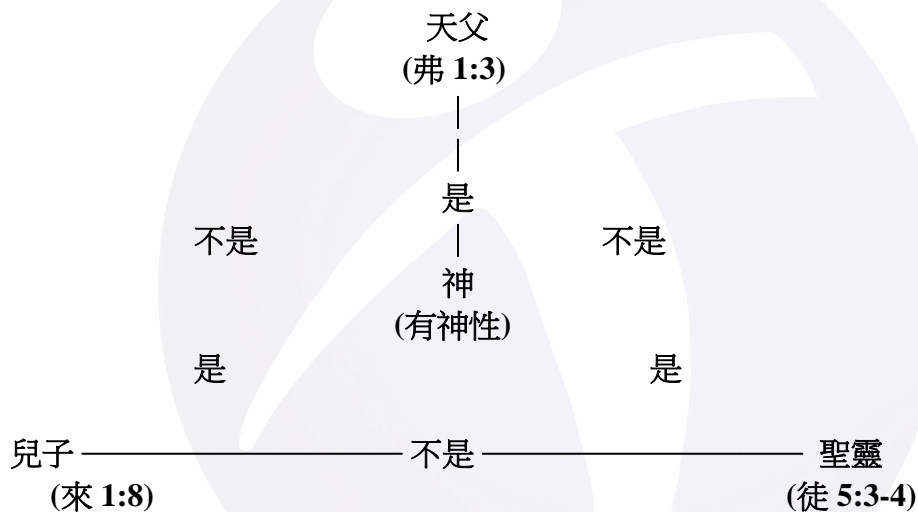 天父
(弗 1:3)
是
不是 不是
神
(有神性)
是 是
兒子 不是 聖靈
(來 1:8) (徒 5:3-4)